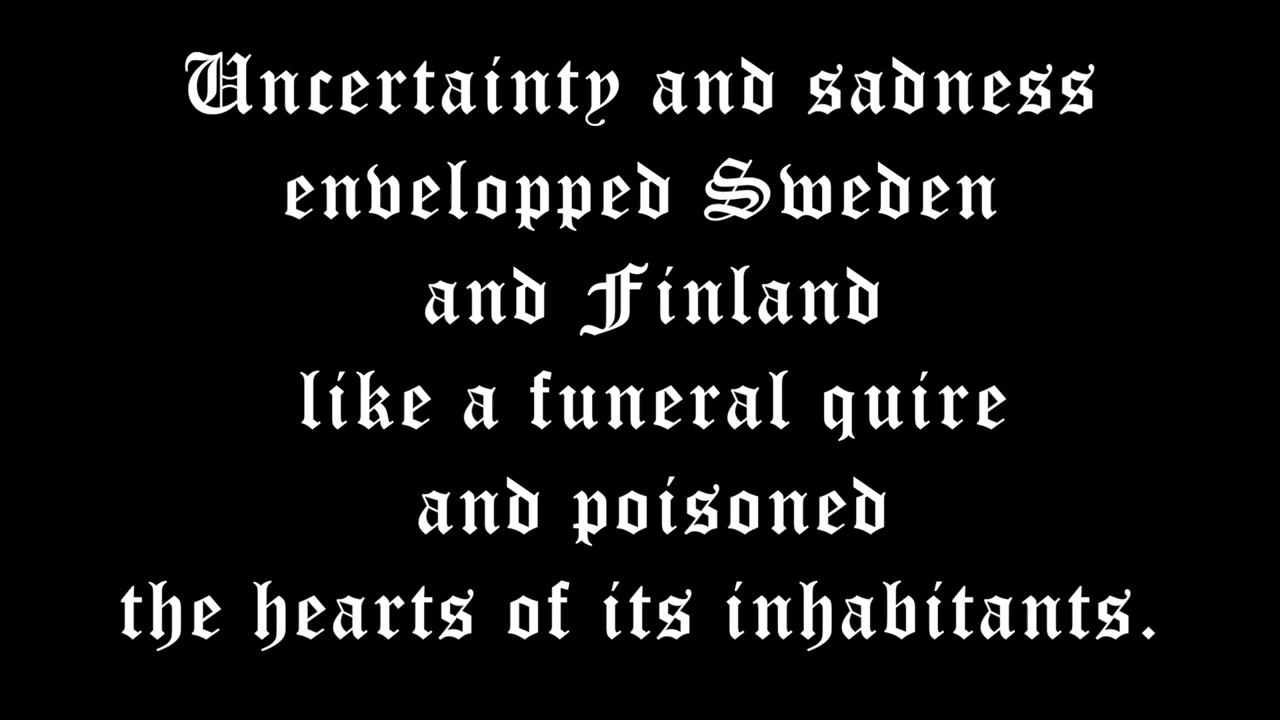 Uncertainty and sadness
envelopped Sweden
and Finland
like a funeral quire
and poisoned
the hearts of its inhabitants.